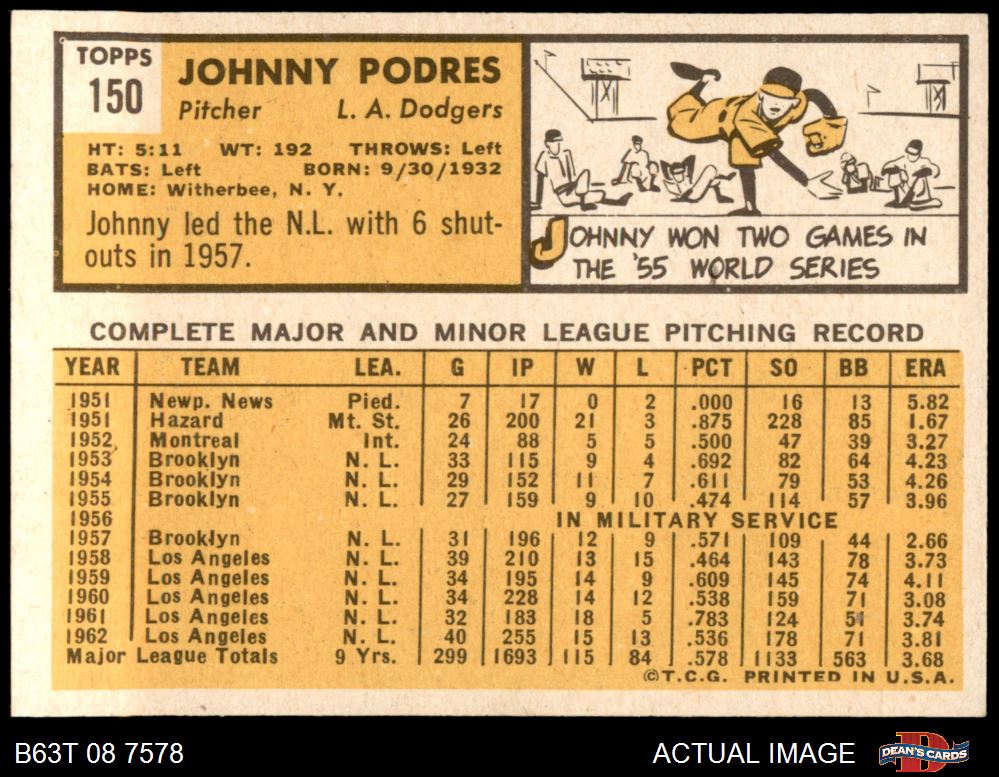 TOPPS
150
JOHNNY PODRES
Pitcher L. A. Dodgers
HT: 5:11 WT: 192 THROWS: Left
BATS: Left BORN: 9/30/1932
HOME: Witherbee, N. Y.
Johnny led the N.L. with 6 shut-
outs in 1957.
JOHNNY WON TWO GAMES IN
THE '55 WORLD SERIES
COMPLETE MAJOR AND MINOR LEAGUE PITCHING RECORD
YEAR TEAM LEA. G IP W L PCT SO BB ERA
1951 Newp. News Pied. 7 17 0 2 .000 16 13 5.82
1951 Hazard Mt. St. 26 200 21 3 .875 228 85 1.67
1952 Montreal Int. 24 88 5 5 .500 47 39 3.27
1953 Brooklyn N. L. 33 115 9 4 .692 82 64 4.23
1954 Brooklyn N. L. 29 152 11 7 .611 79 53 4.26
1955 Brooklyn N. L. 27 159 9 10 .474 114 57 3.96
1956 IN MILITARY SERVICE
1957 Brooklyn N. L. 31 196 12 9 .571 109 44 2.66
1958 Los Angeles N. L. 39 210 13 15 .464 143 78 3.73
1959 Los Angeles N. L. 34 195 14 9 .609 145 74 4.11
1960 Los Angeles N. L. 34 228 14 12 .538 159 71 3.08
1961 Los Angeles N. L. 32 183 18 5 .783 124 3.74
1962 Los Angeles N. L. 40 255 15 13 .536 178 71 3.81
Major League Totals 9 Yrs. 299 1693 115 84 .578 1133 563 3.68
©T.C.G. PRINTED IN U.S.A.
B63T 08 7578 ACTUAL IMAGE DEAN'S CARDS